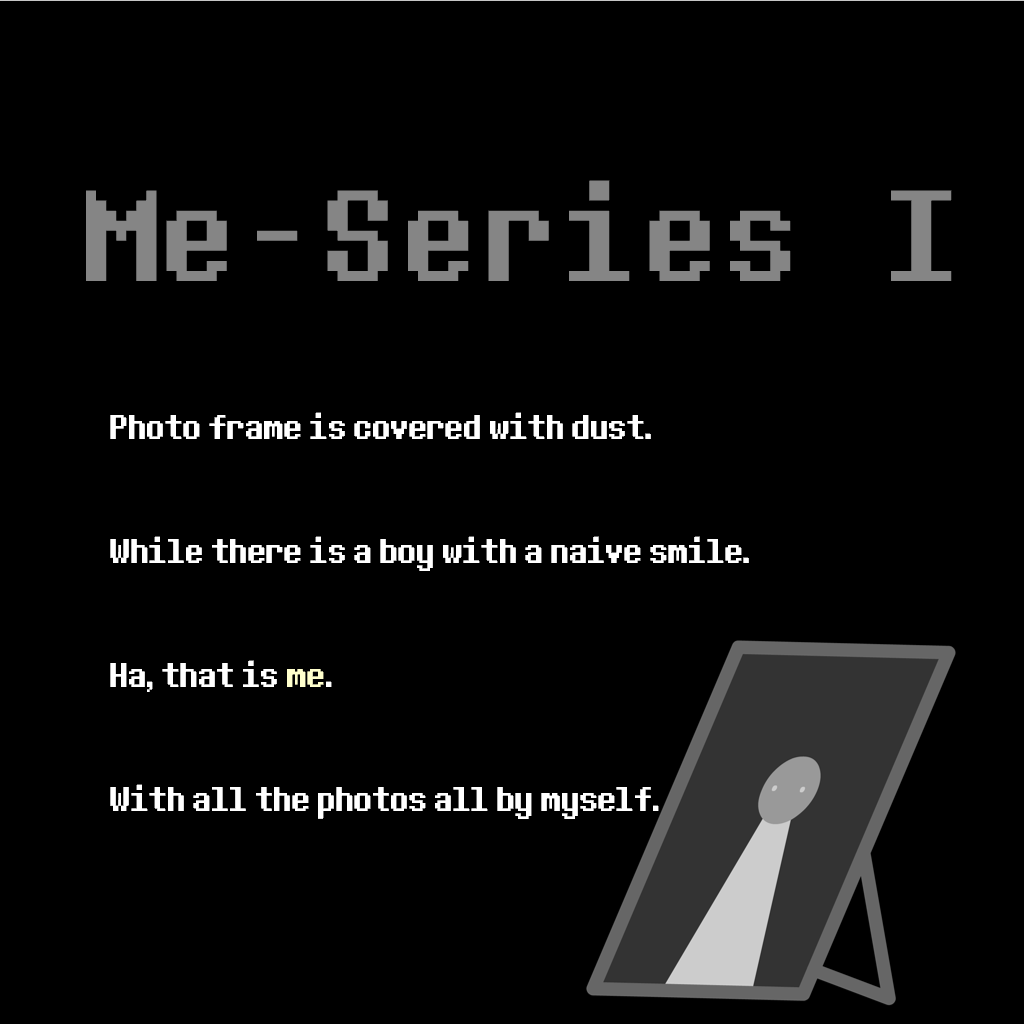 Me-Series I
Photo frame is covered with dust.
While there is a boy with a naive smile.
Ha, that is me.
With all the photos all by myself.